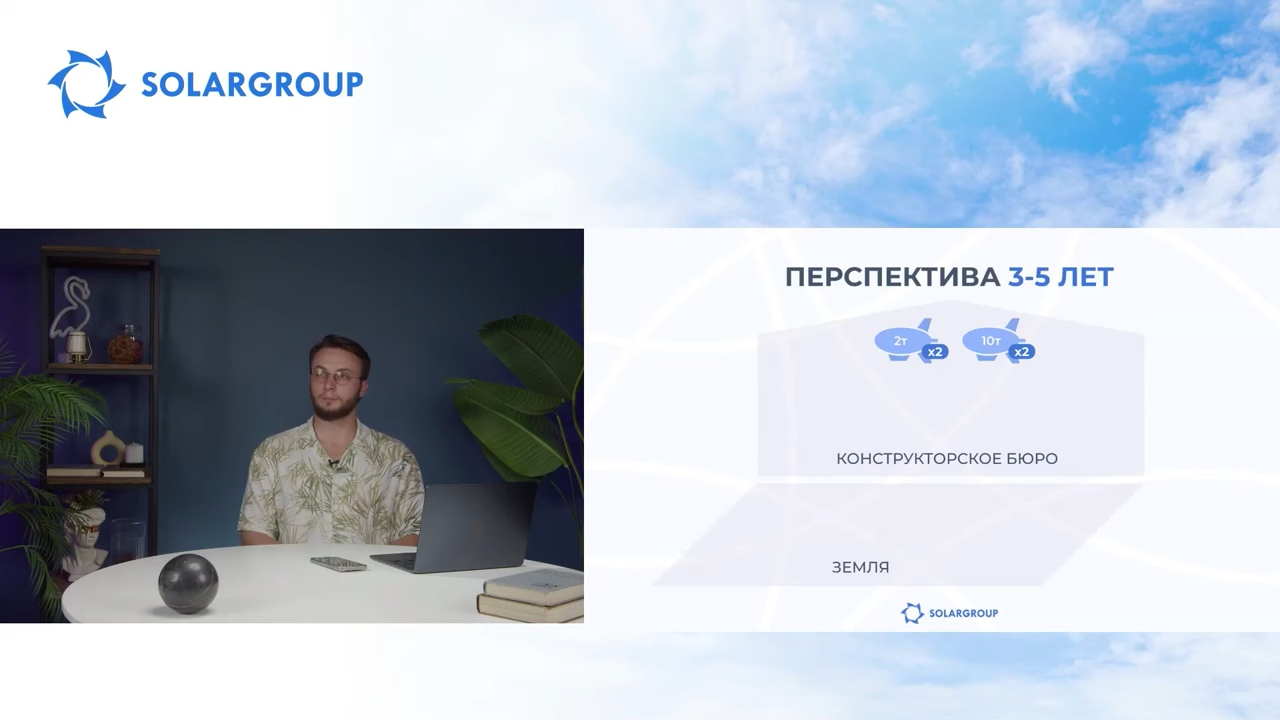 SOLARGROUP
ПЕРСПЕКТИВА 3-5 ЛЕТ
2т x2 10т x2
КОНСТРУКТОРСКОЕ БЮРО
ЗЕМЛЯ
SOLARGROUP